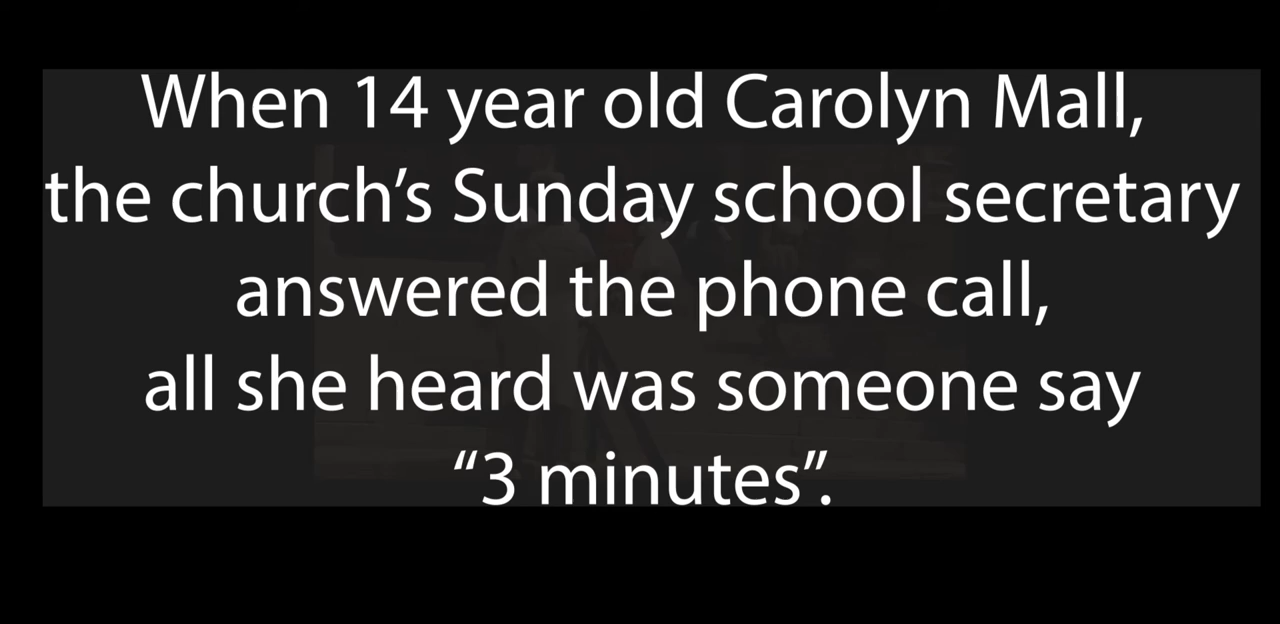 When 14 year old Carolyn Mall,
the church’s Sunday school secretary
answered the phone call,
all she heard was someone say
“3 minutes”.